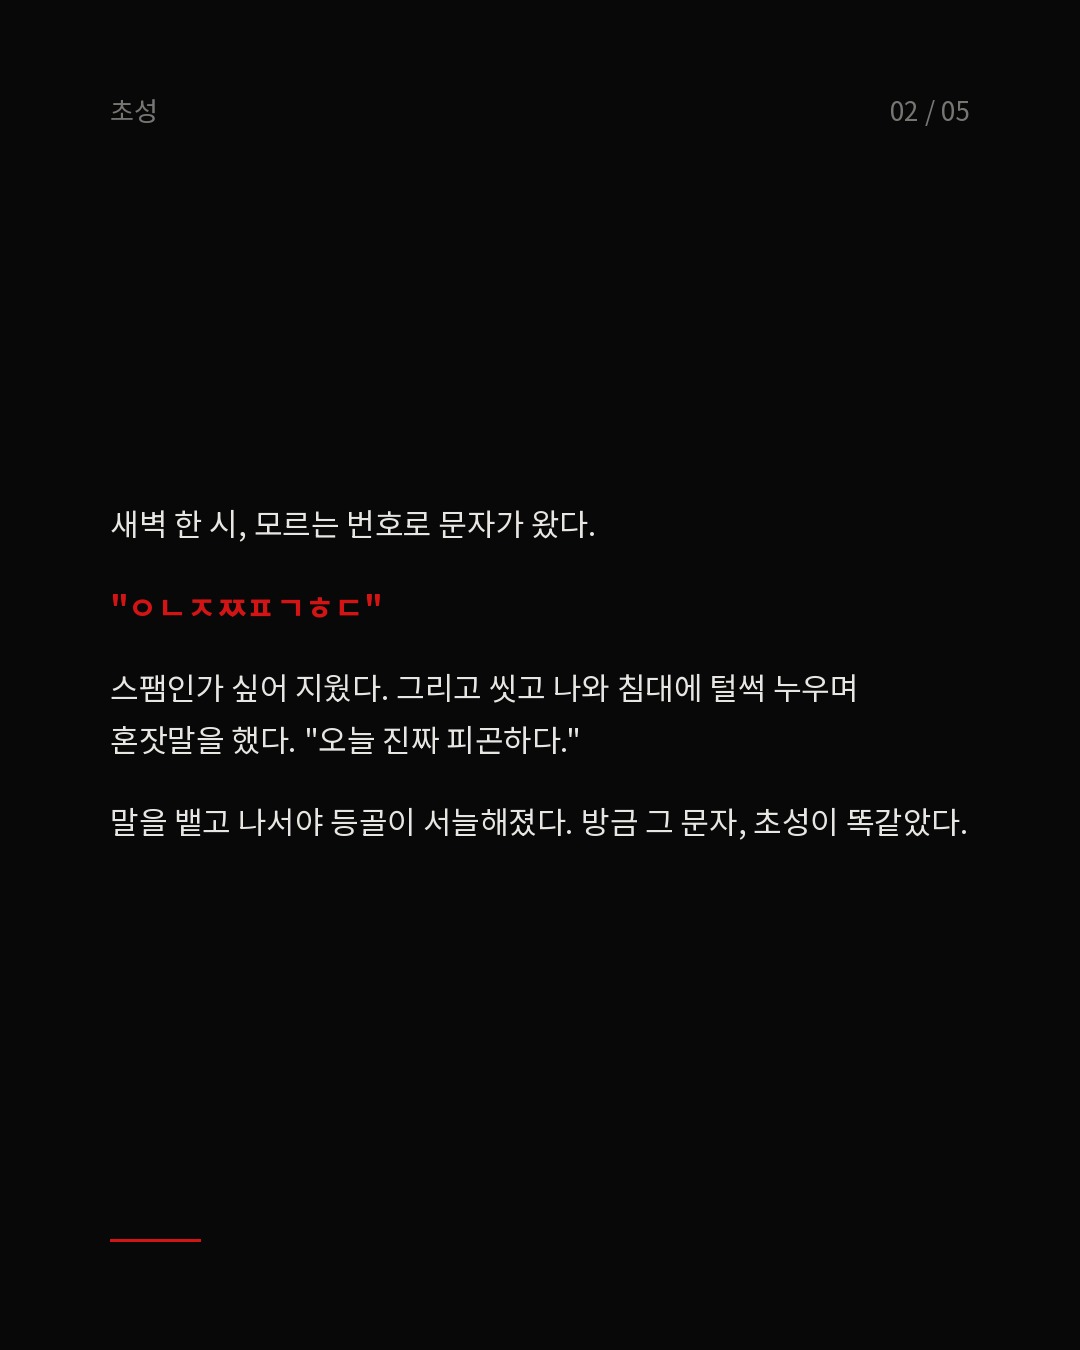 초성
02 / 05
새벽 한 시, 모르는 번호로 문자가 왔다.
"ㅇㄴㅈㅉㅍㄱㅎㄷ"
스팸인가 싶어 지웠다. 그리고 씻고 나와 침대에 털썩 누우며
혼잣말을 했다. "오늘 진짜 피곤하다."
말을 뱉고 나서야 등골이 서늘해졌다. 방금 그 문자, 초성이 똑같았다.